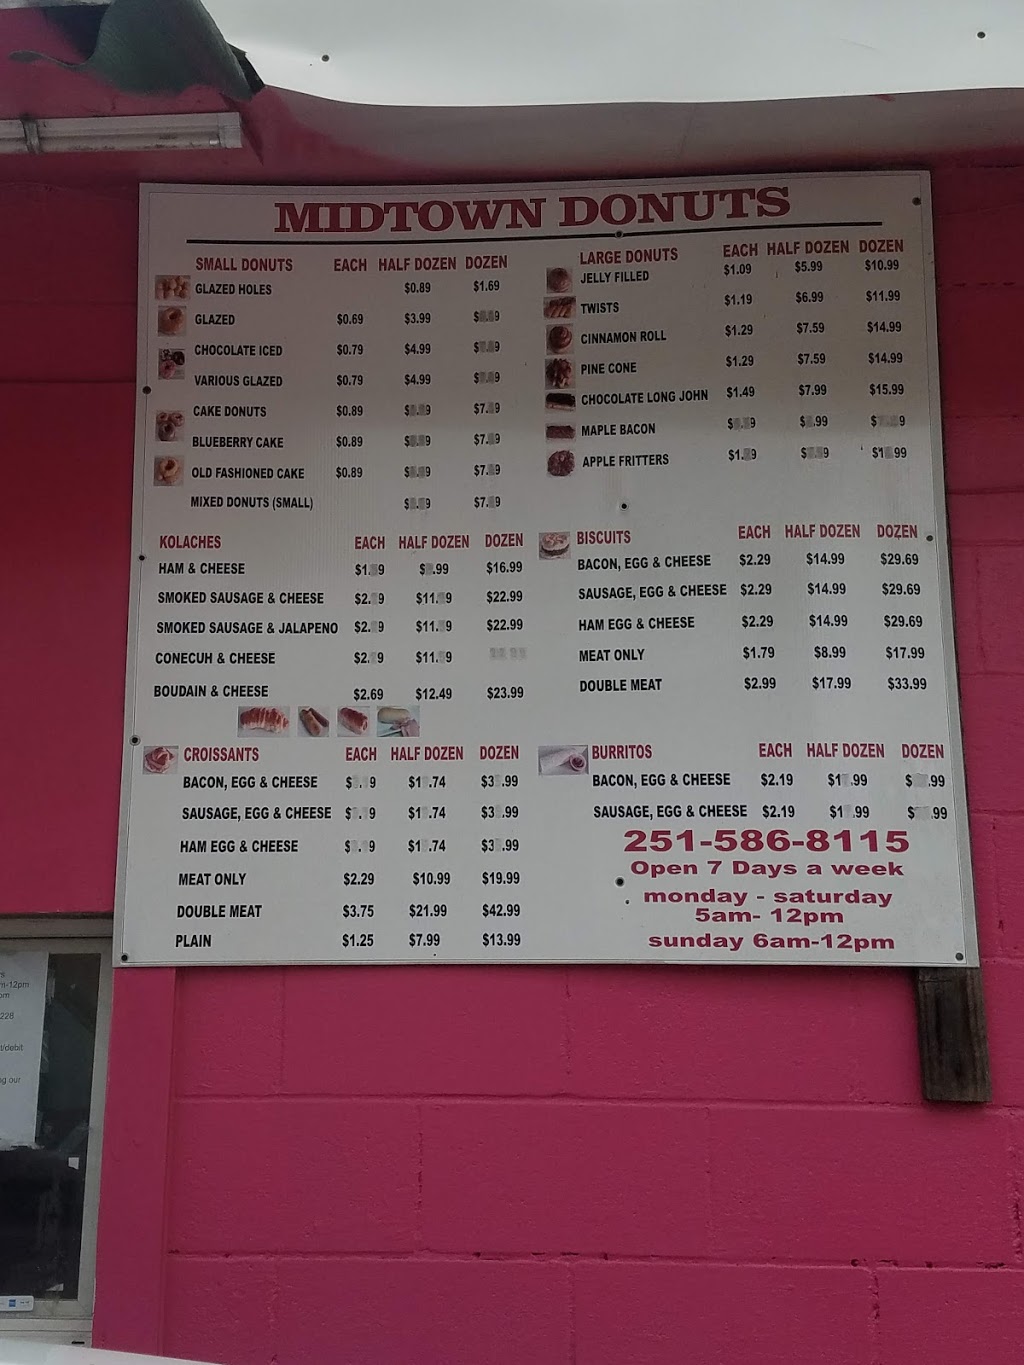 MIDTOWN DONUTS
SMALL DONUTS EACH HALF DOZEN DOZEN
GLAZED HOLES $0.89 $1.69
GLAZED $0.69 $3.99
CHOCOLATE ICED $0.79 $4.99
VARIOUS GLAZED $0.79 $4.99
CAKE DONUTS $0.89
BLUEBERRY CAKE $0.89
OLD FASHIONED CAKE $0.89
MIXED DONUTS (SMALL)
LARGE DONUTS EACH HALF DOZEN DOZEN
JELLY FILLED $1.09 $5.99 $10.99
TWISTS $1.19 $6.99 $11.99
CINNAMON ROLL $1.29 $7.59 $14.99
PINE CONE $1.29 $7.59 $14.99
CHOCOLATE LONG JOHN $1.49 $7.99 $15.99
MAPLE BACON
APPLE FRITTERS
KOLACHES EACH HALF DOZEN DOZEN
HAM & CHEESE $16.99
SMOKED SAUSAGE & CHEESE $22.99
SMOKED SAUSAGE & JALAPENO $22.99
CONECUH & CHEESE
BOUDAIN & CHEESE $2.69 $12.49 $23.99
BISCUITS EACH HALF DOZEN DOZEN
BACON, EGG & CHEESE $2.29 $14.99 $29.69
SAUSAGE, EGG & CHEESE $2.29 $14.99 $29.69
HAM EGG & CHEESE $2.29 $14.99 $29.69
MEAT ONLY $1.79 $8.99 $17.99
DOUBLE MEAT $2.99 $17.99 $33.99
CROISSANTS EACH HALF DOZEN DOZEN
BACON, EGG & CHEESE
SAUSAGE, EGG & CHEESE
HAM EGG & CHEESE
MEAT ONLY $2.29 $10.99 $19.99
DOUBLE MEAT $3.75 $21.99 $42.99
PLAIN $1.25 $7.99 $13.99
BURRITOS EACH HALF DOZEN DOZEN
BACON, EGG & CHEESE $2.19
SAUSAGE, EGG & CHEESE $2.19
251-586-8115
Open 7 Days a week
monday - saturday
5am- 12pm
sunday 6am-12pm